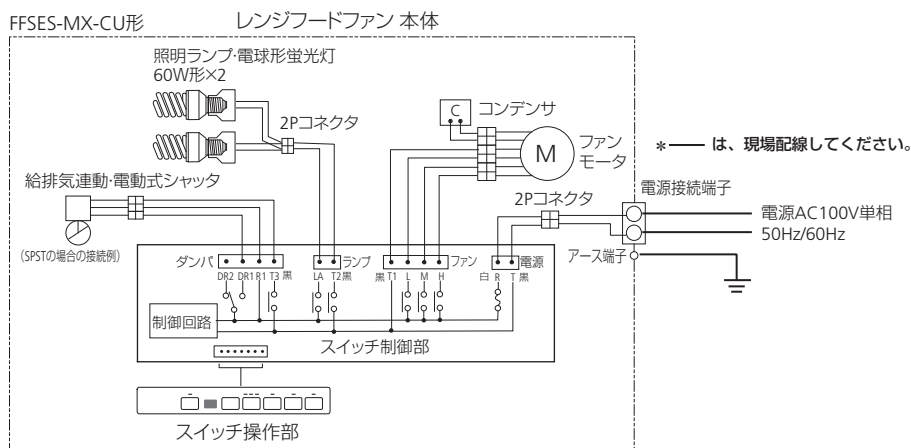 FFSES-MX-CU形
レンジフードファン 本体
照明ランプ・電球形蛍光灯
60W形×2
2Pコネクタ
C
コンデンサ
M
ファン
モータ
*── は、現場配線してください。
給排気連動・電動式シャッタ
(SPSTの場合の接続例)
2Pコネクタ
電源接続端子
電源AC100V単相
50Hz/60Hz
アース端子
ダンパ
ランプ
ファン
電源
DR2 DR1 R1 T3 黒
LA T2 黒
黒 T1 L M H
白 R T 黒
制御回路
スイッチ制御部
スイッチ操作部